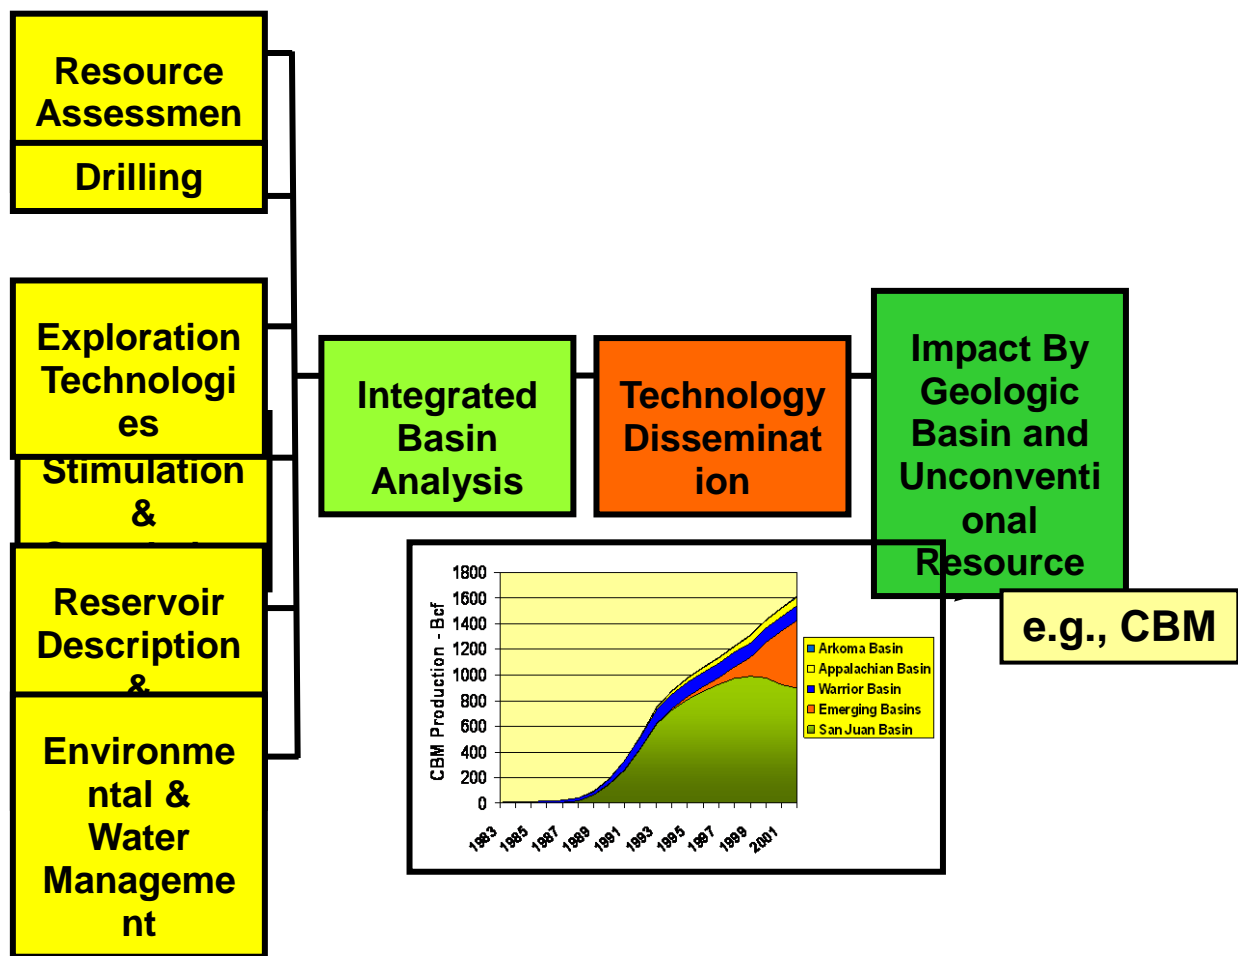 Resource
Assessmen
Drilling
Exploration
Technologi
es
Stimulation
&
Reservoir
Description
&
Environme
ntal &
Water
Manageme
nt
Integrated
Basin
Analysis
Technology
Disseminat
ion
Impact By
Geologic
Basin and
Unconventi
onal
Resource
e.g., CBM
CBM Production - Bcf
1800
1600
1400
1200
1000
800
600
400
200
0
1983
1985
1987
1989
1991
1993
1995
1997
1999
2001
Arkoma Basin
Appalachian Basin
Warrior Basin
Emerging Basins
San Juan Basin